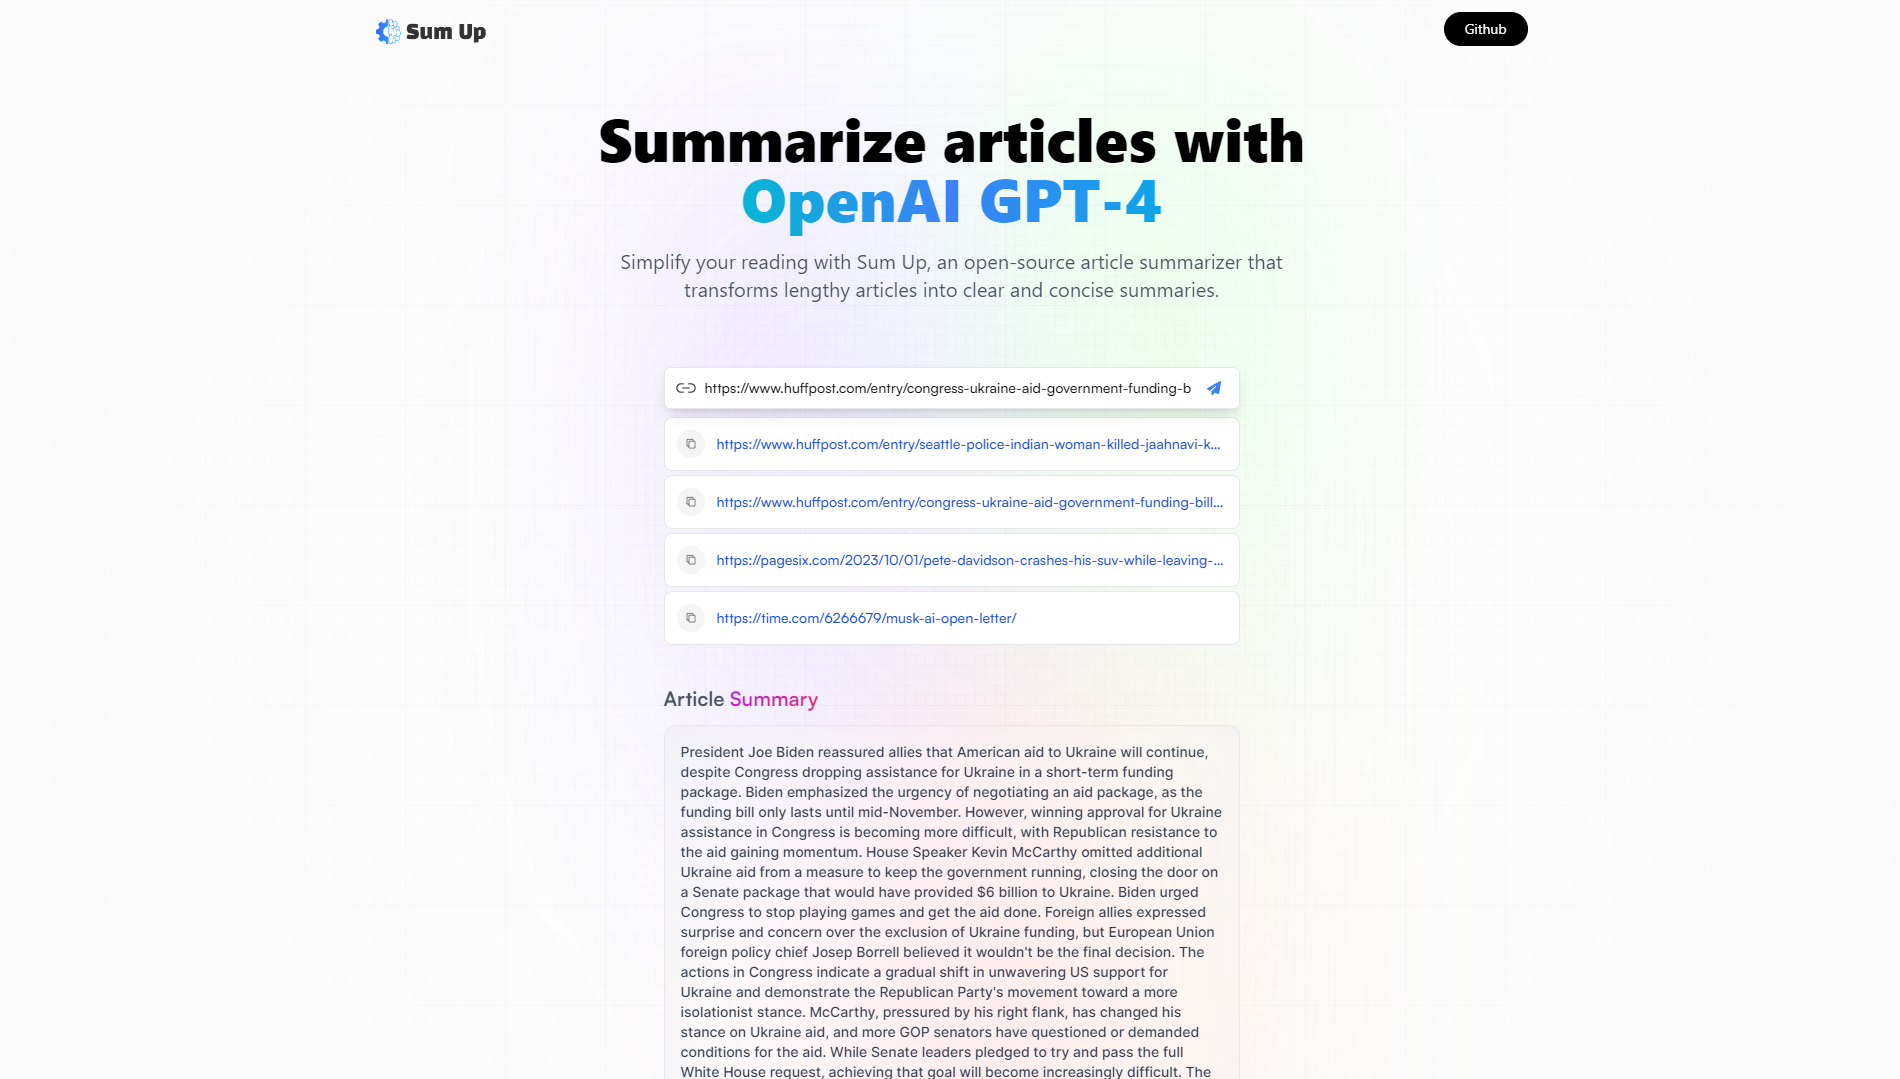 Sum Up
Github
Summarize articles with
OpenAI GPT-4
Simplify your reading with Sum Up, an open-source article summarizer that
transforms lengthy articles into clear and concise summaries.
https://www.huffpost.com/entry/congress-ukraine-aid-government-funding-b
https://www.huffpost.com/entry/seattle-police-indian-woman-killed-jaahnavi-k...
https://www.huffpost.com/entry/congress-ukraine-aid-government-funding-bill...
https://pagesix.com/2023/10/01/pete-davidson-crashes-his-suv-while-leaving-...
https://time.com/6266679/musk-ai-open-letter/
Article Summary
President Joe Biden reassured allies that American aid to Ukraine will continue,
despite Congress dropping assistance for Ukraine in a short-term funding
package. Biden emphasized the urgency of negotiating an aid package, as the
funding bill only lasts until mid-November. However, winning approval for Ukraine
assistance in Congress is becoming more difficult, with Republican resistance to
the aid gaining momentum. House Speaker Kevin McCarthy omitted additional
Ukraine aid from a measure to keep the government running, closing the door on
a Senate package that would have provided $6 billion to Ukraine. Biden urged
Congress to stop playing games and get the aid done. Foreign allies expressed
surprise and concern over the exclusion of Ukraine funding, but European Union
foreign policy chief Josep Borrell believed it wouldn't be the final decision. The
actions in Congress indicate a gradual shift in unwavering US support for
Ukraine and demonstrate the Republican Party's movement toward a more
isolationist stance. McCarthy, pressured by his right flank, has changed his
stance on Ukraine aid, and more GOP senators have questioned or demanded
conditions for the aid. While Senate leaders pledged to try and pass the full
White House request, achieving that goal will become increasingly difficult. The